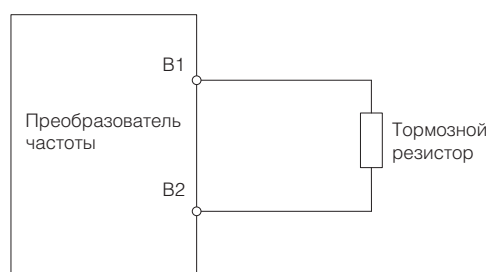 B1
Преобразователь
частоты
Тормозной
резистор
B2